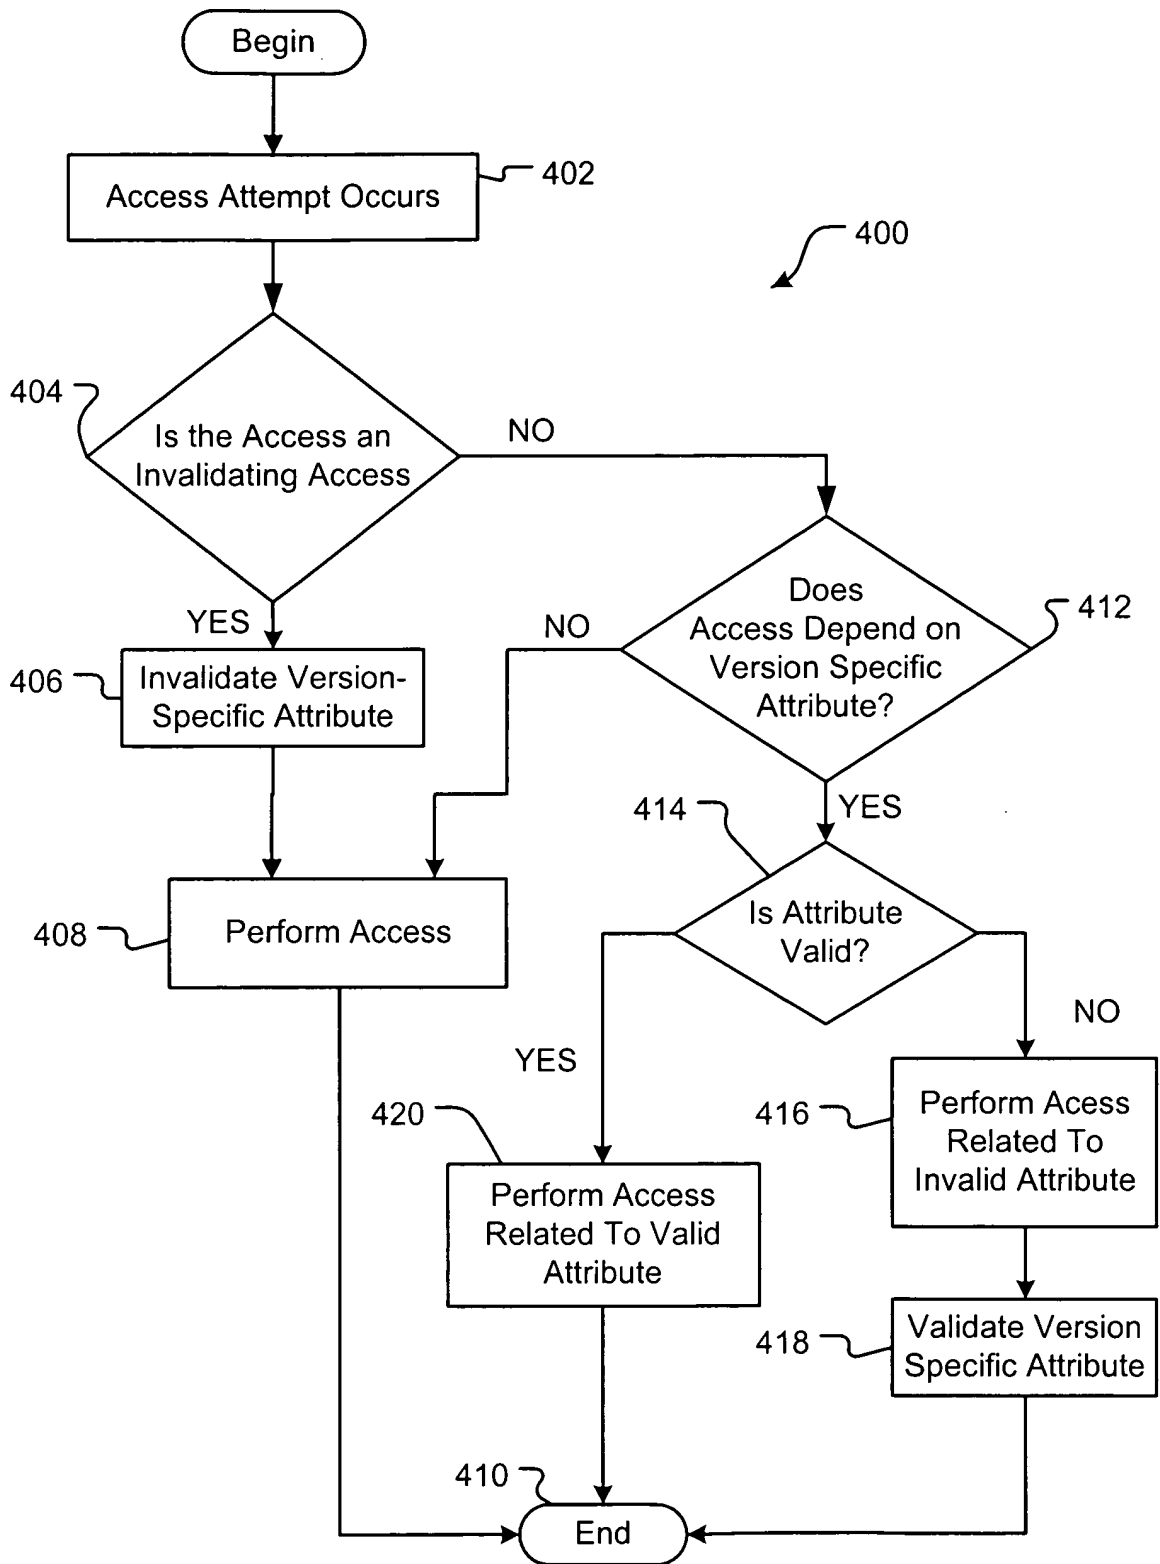 Begin
Access Attempt Occurs
402
400
404
Is the Access an
Invalidating Access
NO
YES
NO
Does
Access Depend on
Version Specific
Attribute?
412
406
Invalidate Version-
Specific Attribute
414
YES
408
Perform Access
Is Attribute
Valid?
YES
NO
420
Perform Access
Related To Valid
Attribute
416
Perform Acess
Related To
Invalid Attribute
418
Validate Version
Specific Attribute
410
End